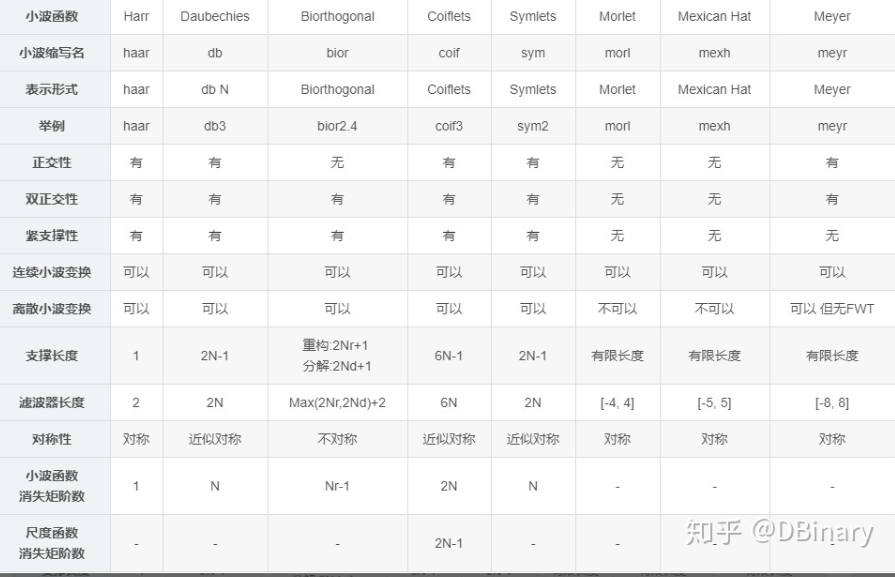 小波函数 Harr Daubechies Biorthogonal Coiflets Symlets Morlet Mexican Hat Meyer
小波缩写名 haar db bior coif sym morl mexh meyr
表示形式 haar db N Biorthogonal Coiflets Symlets Morlet Mexican Hat Meyer
举例 haar db3 bior2.4 coif3 sym2 morl mexh meyr
正交性 有 有 无 有 有 无 无 有
双正交性 有 有 有 有 有 无 无 有
紧支撑性 有 有 有 有 有 无 无 无
连续小波变换 可以 可以 可以 可以 可以 可以 可以 可以
离散小波变换 可以 可以 可以 可以 可以 不可以 不可以 可以 但无FWT
支撑长度 1 2N-1 重构:2Nr+1 6N-1 2N-1 有限长度 有限长度 有限长度
分解:2Nd+1
滤波器长度 2 2N Max(2Nr,2Nd)+2 6N 2N [-4, 4] [-5, 5] [-8, 8]
对称性 对称 近似对称 不对称 近似对称 近似对称 对称 对称 对称
小波函数
消失矩阶数 1 N Nr-1 2N N - - -
尺度函数
消失矩阶数 - - - 2N-1 - - - -
知乎 @DBinary